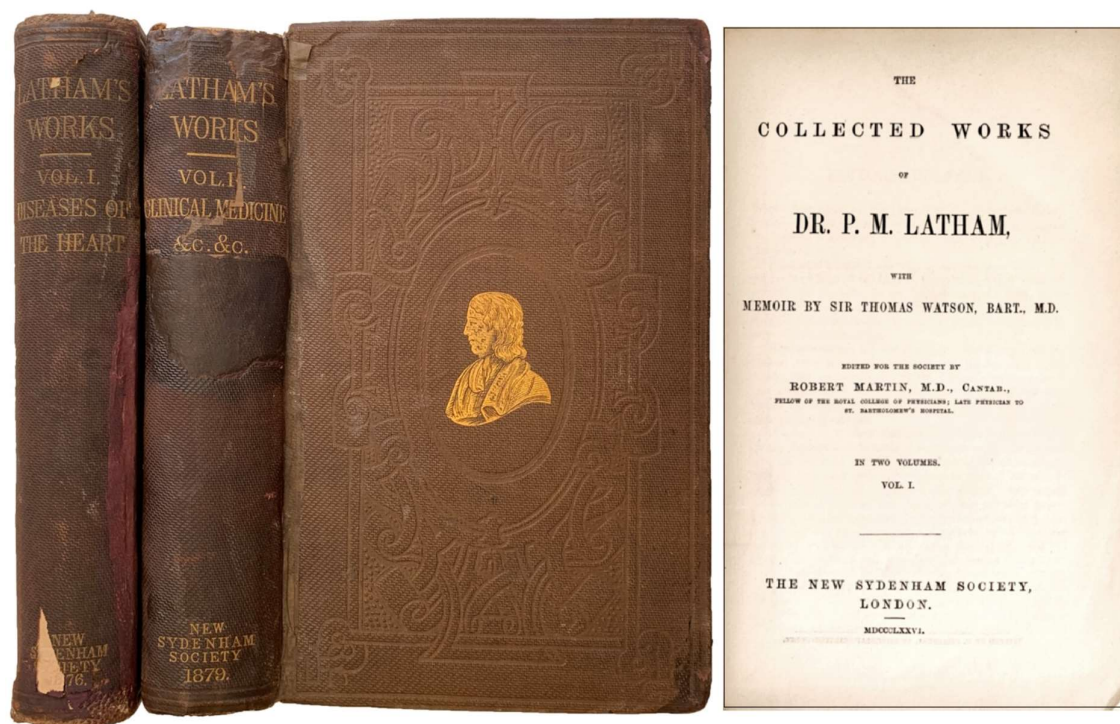 LATHAM'S
WORKS
VOL. I.
DISEASES OF
THE HEART
NEW
SOCIETY
76.
LATHAM'S
WORKS
CLINICAL MEDICINE
&c. &c.
NEW
SYDENHAM
SOCIETY
1879.
THE
COLLECTED WORKS
OF
DR. P. M. LATHAM,
WITH
MEMOIR BY SIR THOMAS WATSON, BART., M.D.
EDITED FOR THE SOCIETY BY
ROBERT MARTIN, M.D., CANTAB.,
FELLOW OF THE ROYAL COLLEGE OF PHYSICIANS; LATE PHYSICIAN TO
ST. BARTHOLOMEW'S HOSPITAL.
IN TWO VOLUMES.
VOL. I.
THE NEW SYDENHAM SOCIETY,
LONDON.
MDCCCLXXVI.